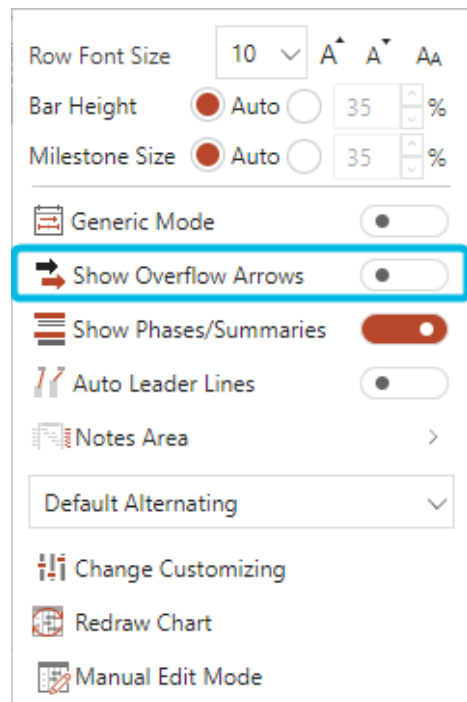 Row Font Size 10 A A AA
Bar Height Auto 35 %
Milestone Size Auto 35 %
Generic Mode
Show Overflow Arrows
Show Phases/Summaries
Auto Leader Lines
Notes Area
Default Alternating
Change Customizing
Redraw Chart
Manual Edit Mode